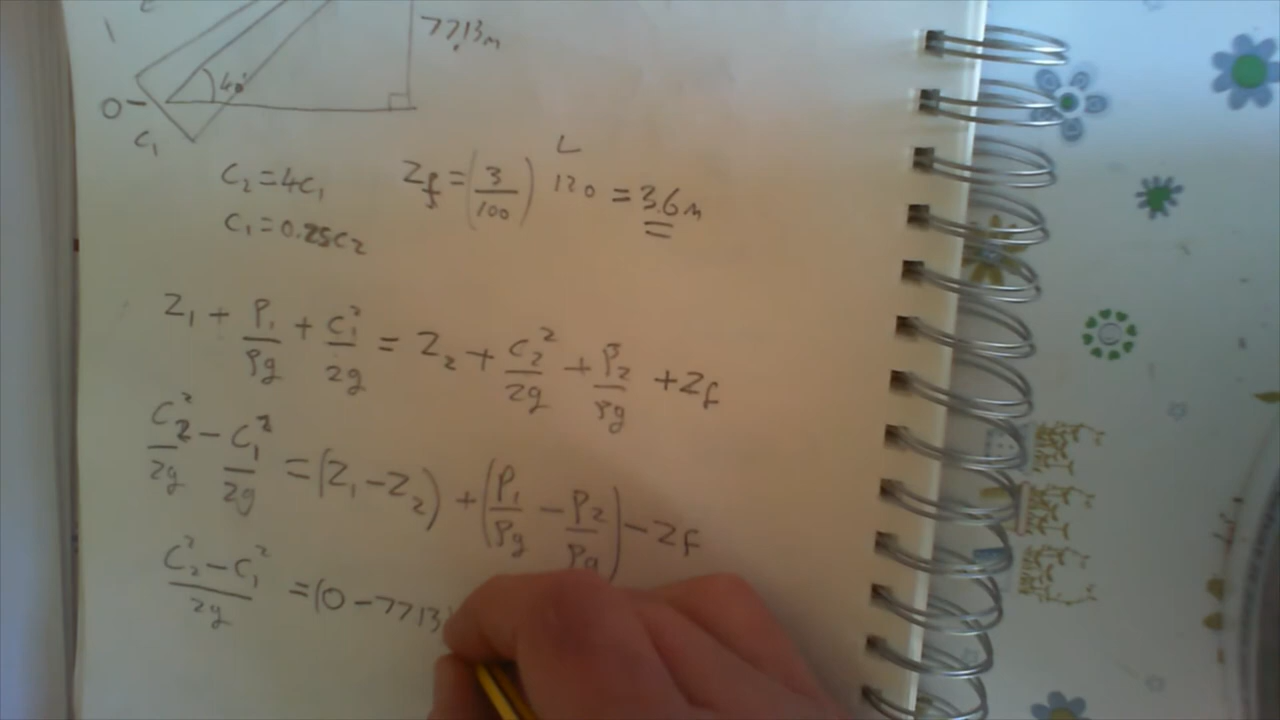 77.13m
40°
0-
C₁
C₂ = 4C₁
C₁ = 0.25C₂
L
Zf = (3/100) 120 = 3.6m
Z₁ + P₁/ρg + C₁²/2g = Z₂ + C₂²/2g + P₂/ρg + Zf
C₂²/2g - C₁²/2g = (Z₁ - Z₂) + (P₁/ρg - P₂/ρg) - Zf
C₂² - C₁²/2g = (0 - 77.13)